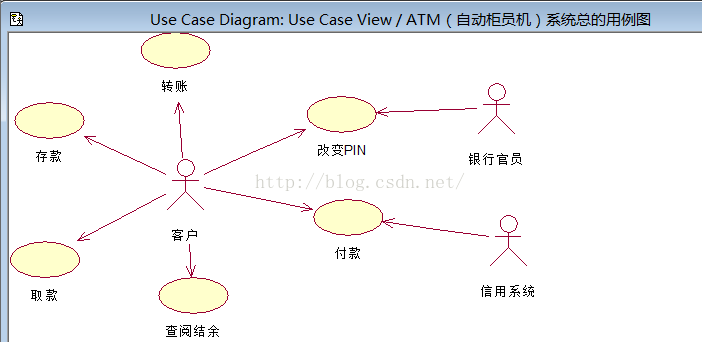 Use Case Diagram: Use Case View / ATM（自动柜员机）系统总的用例图
转账
存款
改变PIN
银行官员
http://blog.csdn.net/
客户
付款
取款
信用系统
查阅结余